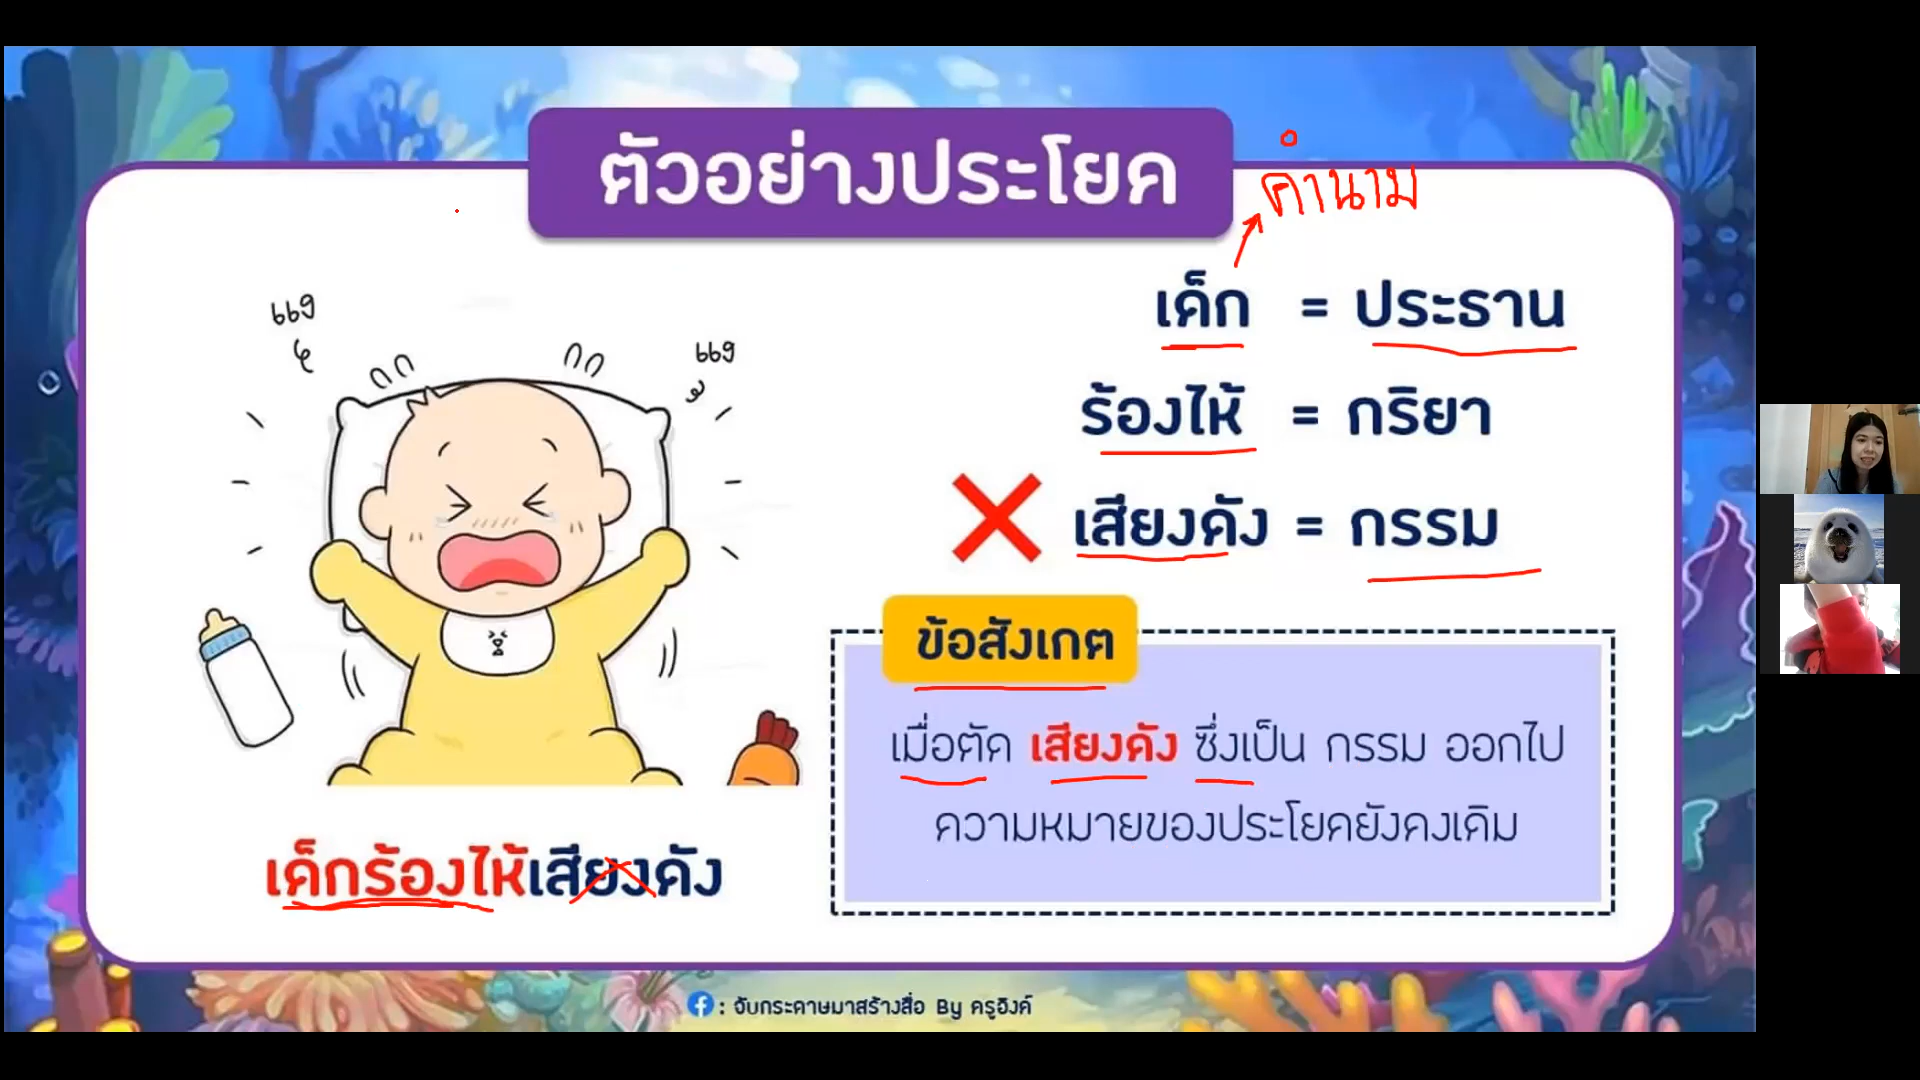 ตัวอย่างประโยค
คำนาม
เด็ก = ประธาน
ร้องไห้ = กริยา
เสียงดัง = กรรม
แง
แง
ข้อสังเกต
เมื่อตัด เสียงดัง ซึ่งเป็น กรรม ออกไป
ความหมายของประโยคยังคงเดิม
เด็กร้องไห้เสียงดัง
: จับกระดาษมาสร้างสื่อ By ครูอิงค์